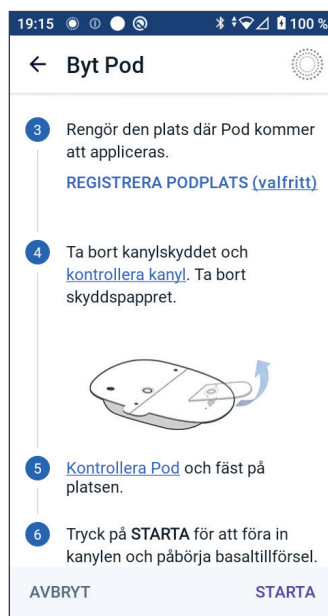 19:15 100 %
Byt Pod
3 Rengör den plats där Pod kommer
att appliceras.
REGISTRERA PODPLATS (valfritt)
4 Ta bort kanylskyddet och
kontrollera kanyl. Ta bort
skyddspappret.
5 Kontrollera Pod och fäst på
platsen.
6 Tryck på STARTA för att föra in
kanylen och påbörja basaltillförsel.
AVBRYT STARTA